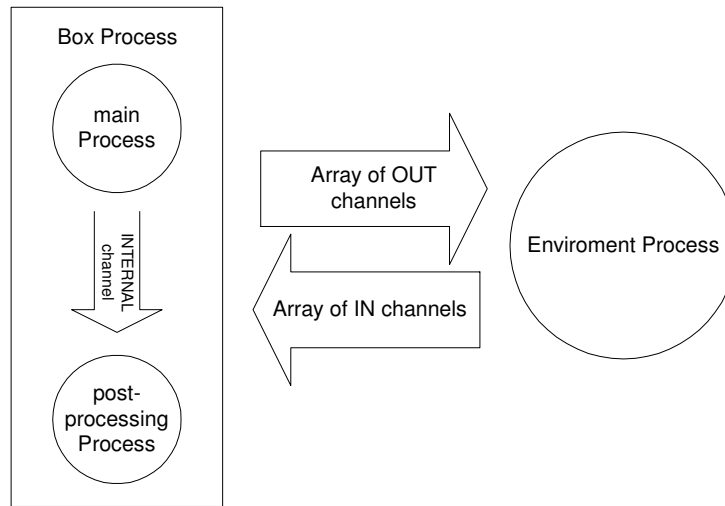 Box Process
main
Process
INTERNAL
channel
post-
processing
Process
Array of OUT
channels
Array of IN channels
Enviroment Process